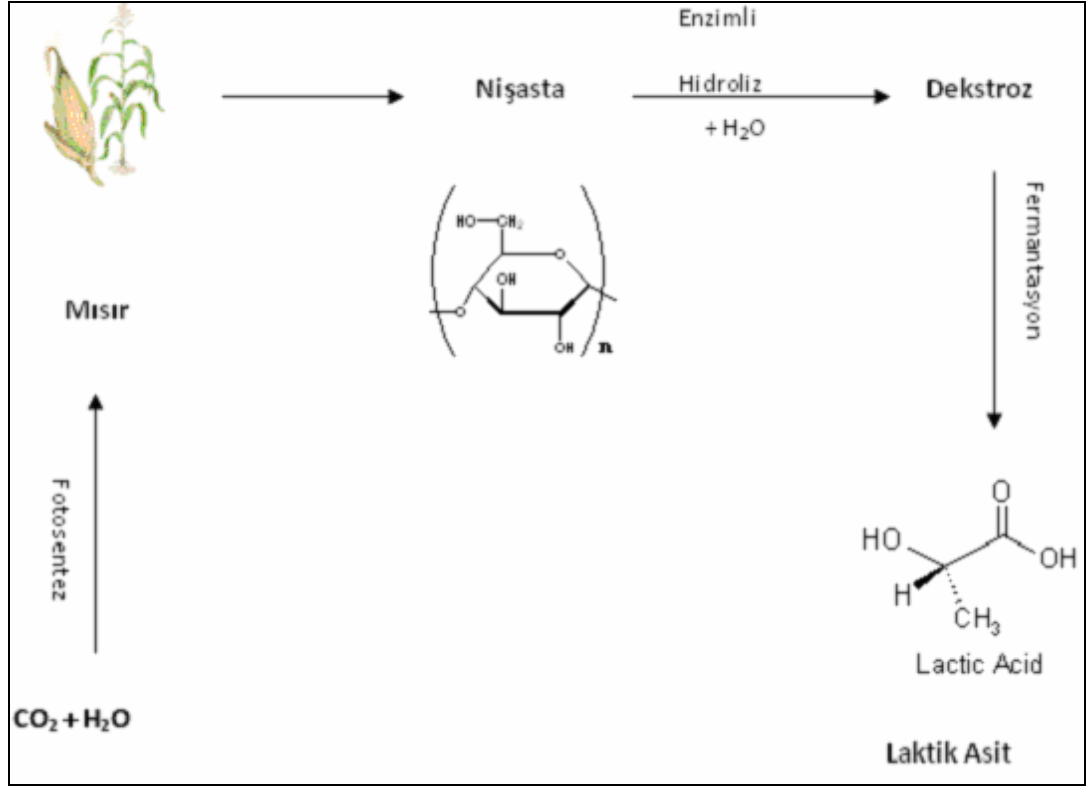 Enzimli
Nişasta
Hidroliz
Dekstroz
+ H₂O
HO—CH₂
O
OH
O
OH
n
Mısır
Fermantasyon
Fotosentez
O
HO
OH
H
CH₃
Lactic Acid
CO₂ + H₂O
Laktik Asit